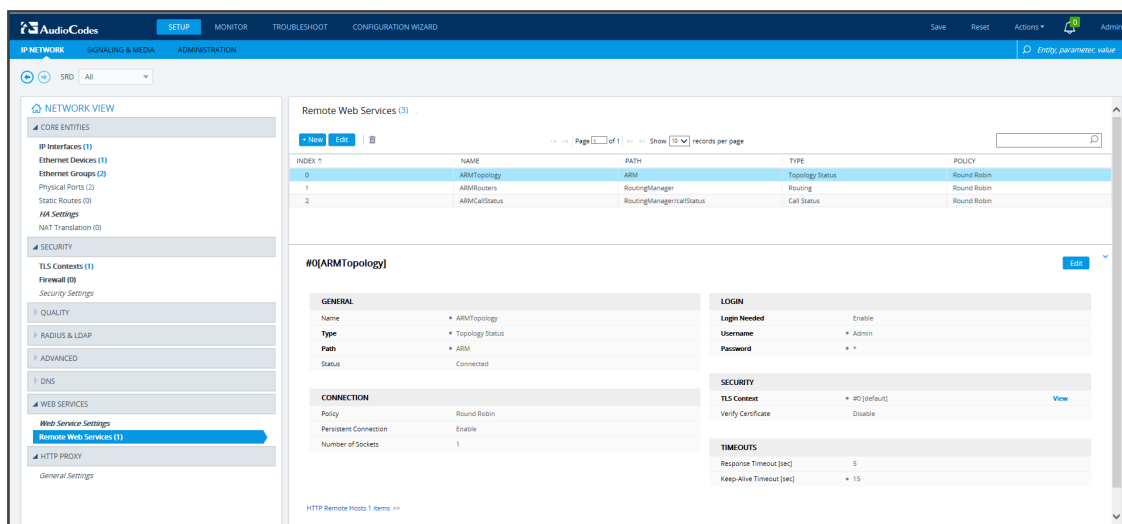 AudioCodes SETUP MONITOR TROUBLESHOOT CONFIGURATION WIZARD Save Reset Actions 0 Admin
IP NETWORK SIGNALING & MEDIA ADMINISTRATION Entity, parameter, value
SRD All
NETWORK VIEW
CORE ENTITIES
IP Interfaces (1)
Ethernet Devices (1)
Ethernet Groups (2)
Physical Ports (2)
Static Routes (0)
HA Settings
NAT Translation (0)
SECURITY
TLS Contexts (1)
Firewall (0)
Security Settings
QUALITY
RADIUS & LDAP
ADVANCED
DNS
WEB SERVICES
Web Service Settings
Remote Web Services (1)
HTTP PROXY
General Settings
Remote Web Services (3)
+ New Edit Page 1 of 1 Show 10 records per page
INDEX NAME PATH TYPE POLICY
0 ARMTopology ARM Topology Status Round Robin
1 ARMRouters RoutingManager Routing Round Robin
2 ARMCallStatus RoutingManager/callStatus Call Status Round Robin
#0[ARMTopology] Edit
GENERAL
Name ARMTopology
Type Topology Status
Path ARM
Status Connected
CONNECTION
Policy Round Robin
Persistent Connection Enable
Number of Sockets 1
LOGIN
Login Needed Enable
Username Admin
Password *
SECURITY
TLS Context #0 [default] View
Verify Certificate Disable
TIMEOUTS
Response Timeout [sec] 5
Keep-Alive Timeout [sec] 15
HTTP Remote Hosts 1 items >>